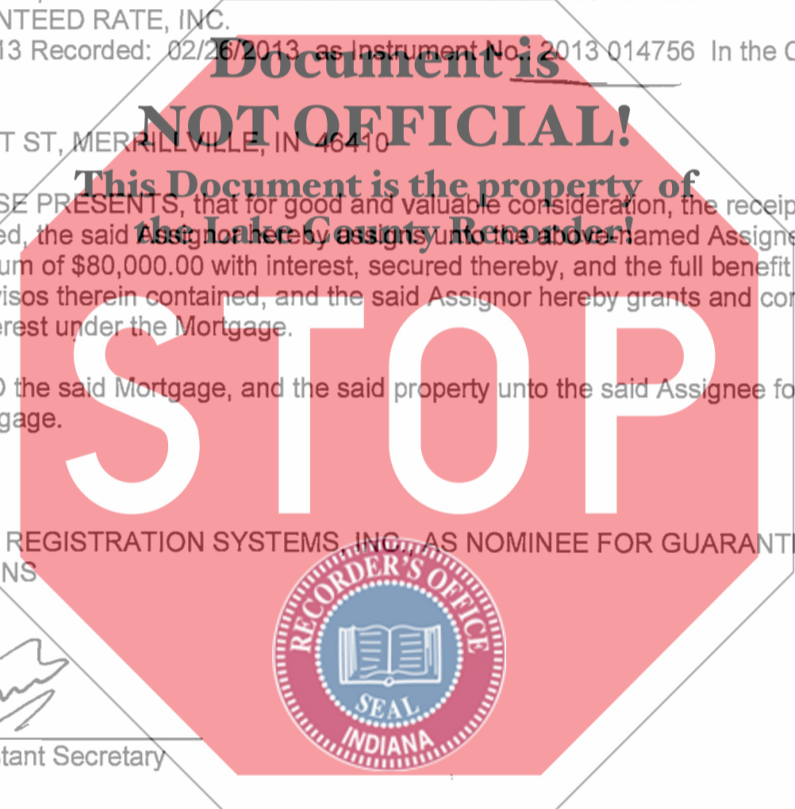 NTEED RATE, INC.
13 Recorded: 02/26/2013 as Instrument No.: 2013 014756 In the C
Document is
NOT OFFICIAL!
T ST, MERRILLVILLE, IN 46410
This Document is the property of
the Lake County Recorder!
SE PRESENTS, that for good and valuable consideration, the receip
ed, the said Assignor hereby assigns unto the above-named Assigne
um of $80,000.00 with interest, secured thereby, and the full benefit
visos therein contained, and the said Assignor hereby grants and con
erest under the Mortgage.
STOP
O the said Mortgage, and the said property unto the said Assignee fo
gage.
REGISTRATION SYSTEMS, INC., AS NOMINEE FOR GUARANT
NS
RECORDER'S OFFICE
SEAL
INDIANA
tant Secretary